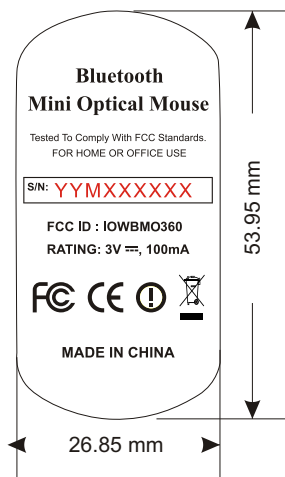 Bluetooth
Mini Optical Mouse
Tested To Comply With FCC Standards.
FOR HOME OR OFFICE USE
S/N: YYMXXXXXX
FCC ID : IOWBMO360
RATING: 3V ⎓, 100mA
FC CE
MADE IN CHINA
53.95 mm
26.85 mm